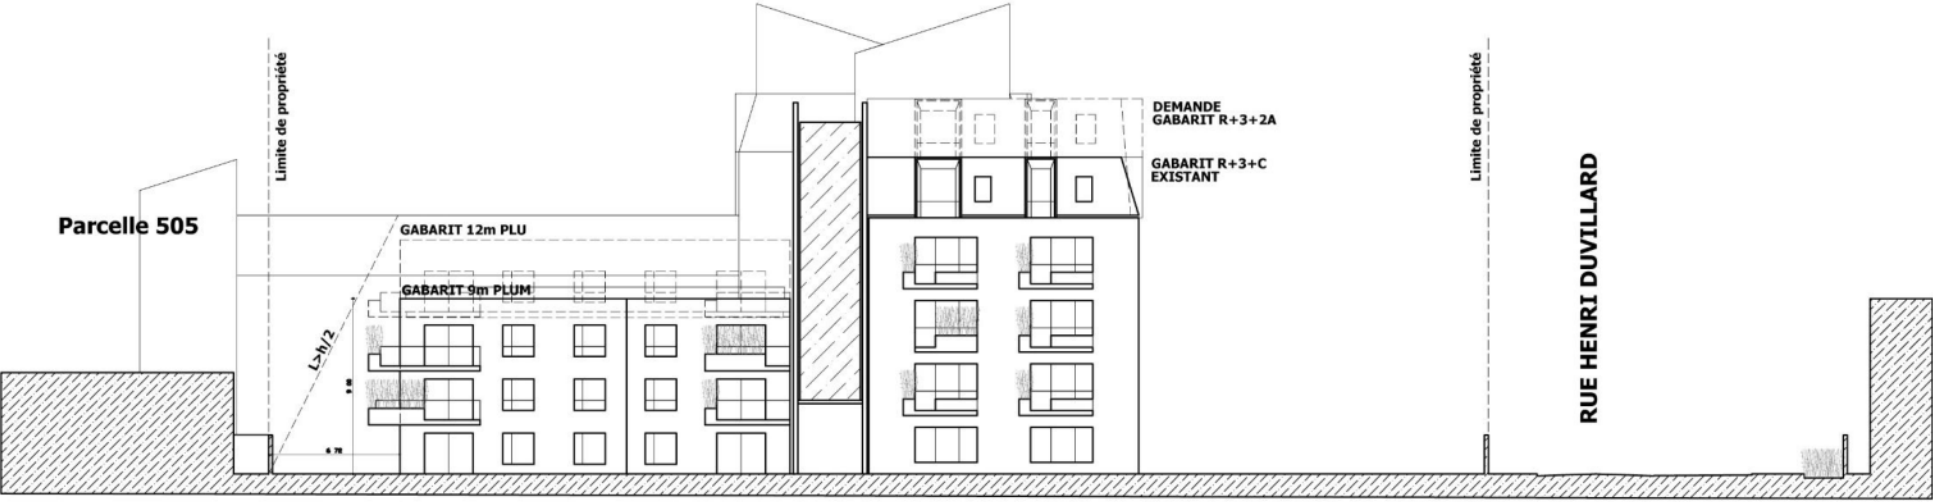 Limite de propriété
Parcelle 505
GABARIT 12m PLU
GABARIT 9m PLUM
L>h/2
DEMANDE
GABARIT R+3+2A
GABARIT R+3+C
EXISTANT
Limite de propriété
RUE HENRI DUVILLARD